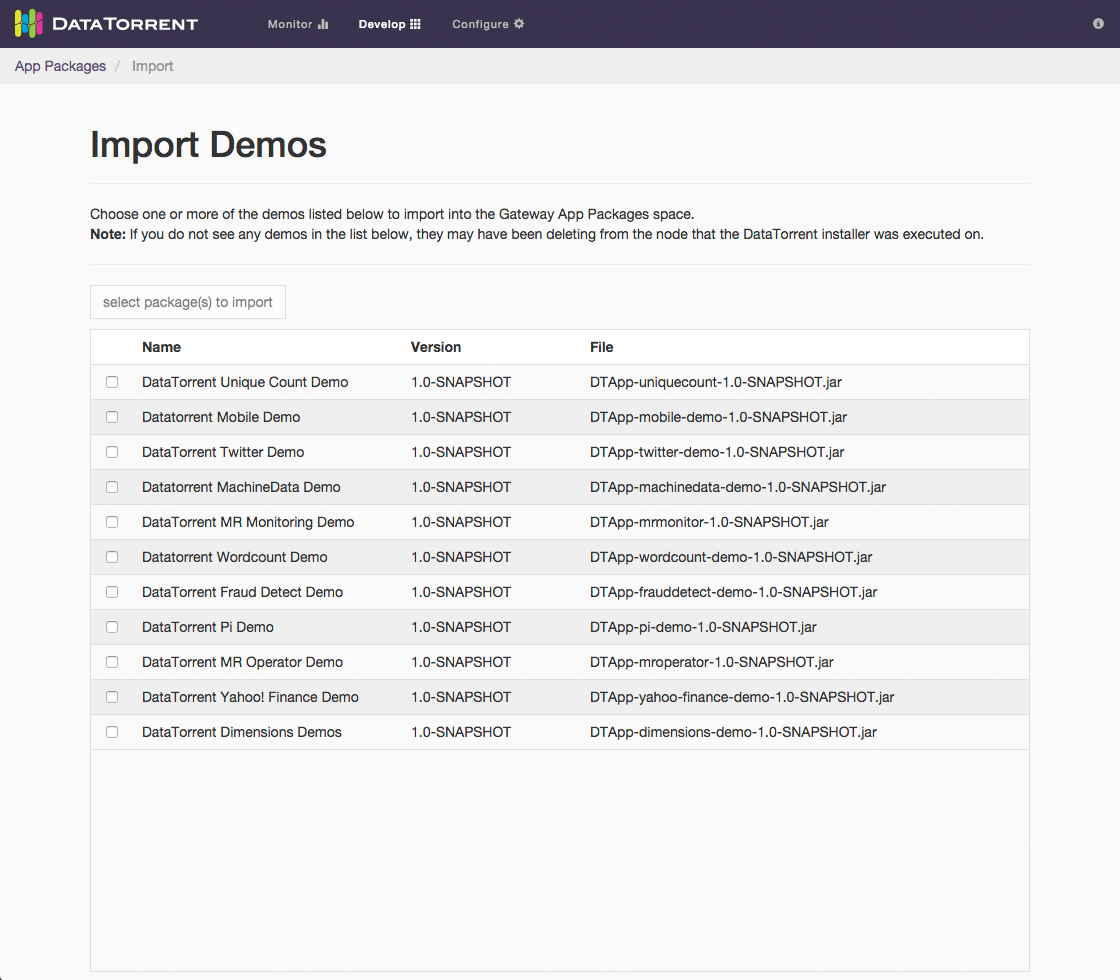 DATATORRENT Monitor Develop Configure
App Packages / Import
Import Demos
Choose one or more of the demos listed below to import into the Gateway App Packages space.
Note: If you do not see any demos in the list below, they may have been deleting from the node that the DataTorrent installer was executed on.
select package(s) to import
Name Version File
DataTorrent Unique Count Demo 1.0-SNAPSHOT DTApp-uniquecount-1.0-SNAPSHOT.jar
Datatorrent Mobile Demo 1.0-SNAPSHOT DTApp-mobile-demo-1.0-SNAPSHOT.jar
DataTorrent Twitter Demo 1.0-SNAPSHOT DTApp-twitter-demo-1.0-SNAPSHOT.jar
Datatorrent MachineData Demo 1.0-SNAPSHOT DTApp-machinedata-demo-1.0-SNAPSHOT.jar
DataTorrent MR Monitoring Demo 1.0-SNAPSHOT DTApp-mrmonitor-1.0-SNAPSHOT.jar
Datatorrent Wordcount Demo 1.0-SNAPSHOT DTApp-wordcount-demo-1.0-SNAPSHOT.jar
DataTorrent Fraud Detect Demo 1.0-SNAPSHOT DTApp-frauddetect-demo-1.0-SNAPSHOT.jar
DataTorrent Pi Demo 1.0-SNAPSHOT DTApp-pi-demo-1.0-SNAPSHOT.jar
DataTorrent MR Operator Demo 1.0-SNAPSHOT DTApp-mroperator-1.0-SNAPSHOT.jar
DataTorrent Yahoo! Finance Demo 1.0-SNAPSHOT DTApp-yahoo-finance-demo-1.0-SNAPSHOT.jar
DataTorrent Dimensions Demos 1.0-SNAPSHOT DTApp-dimensions-demo-1.0-SNAPSHOT.jar